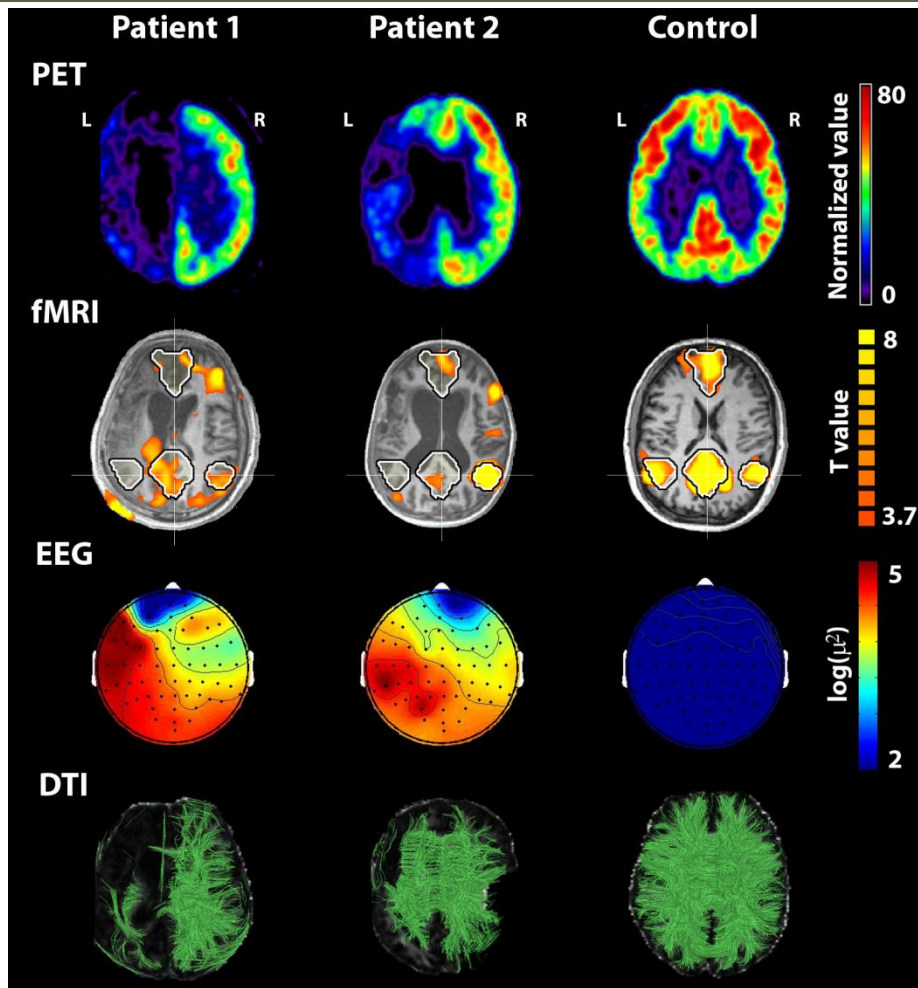 Patient 1 Patient 2 Control
PET
L R L R L R
80
Normalized value
0
fMRI
8
T value
3.7
EEG
5
log(µ²)
2
DTI